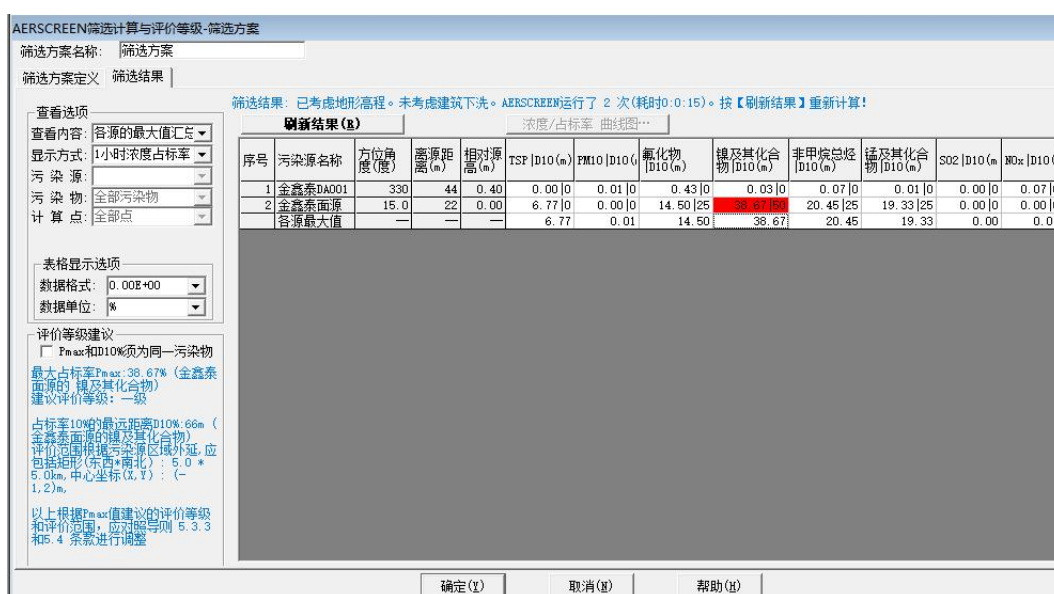 AERSCREEN筛选计算与评价等级-筛选方案
筛选方案名称: 筛选方案
筛选方案定义 筛选结果
筛选结果: 已考虑地形高程。未考虑建筑下洗。AERSCREEN运行了 2 次(耗时0:0:15)。按【刷新结果】重新计算!
刷新结果(R) 浓度/占标率 曲线图…
查看选项
查看内容: 各源的最大值汇总
显示方式: 1小时浓度占标率
污 染 源:
污 染 物: 全部污染物
计 算 点: 全部点
序号 污染源名称 方位角度(度) 离源距离(m) 相对源高(m) TSP|D10(m) PM10|D10( 氟化物|D10(m) 镍及其化合物|D10(m) 非甲烷总烃|D10(m) 锰及其化合物|D10(m) SO2|D10(m NOx|D10(
1 金鑫泰DA001 330 44 0.40 0.00|0 0.01|0 0.43|0 0.03|0 0.07|0 0.01|0 0.00|0 0.07|
2 金鑫泰面源 15.0 22 0.00 6.77|0 0.00|0 14.50|25 38.67|50 20.45|25 19.33|25 0.00|0 0.00|
各源最大值 — — — 6.77 0.01 14.50 38.67 20.45 19.33 0.00 0.0
表格显示选项
数据格式: 0.00E+00
数据单位: %
评价等级建议
Pmax和D10%须为同一污染物
最大占标率Pmax:38.67% (金鑫泰
面源的 镍及其化合物)
建议评价等级: 一级
占标率10%的最远距离D10%:66m (
金鑫泰面源的镍及其化合物)
评价范围根据污染源区域外延,应
包括矩形(东西*南北): 5.0 *
5.0km,中心坐标(X,Y): (-
1,2)m,
以上根据Pmax值建议的评价等级
和评价范围, 应对照导则 5.3.3
和5.4 条款进行调整
确定(Y) 取消(N) 帮助(H)